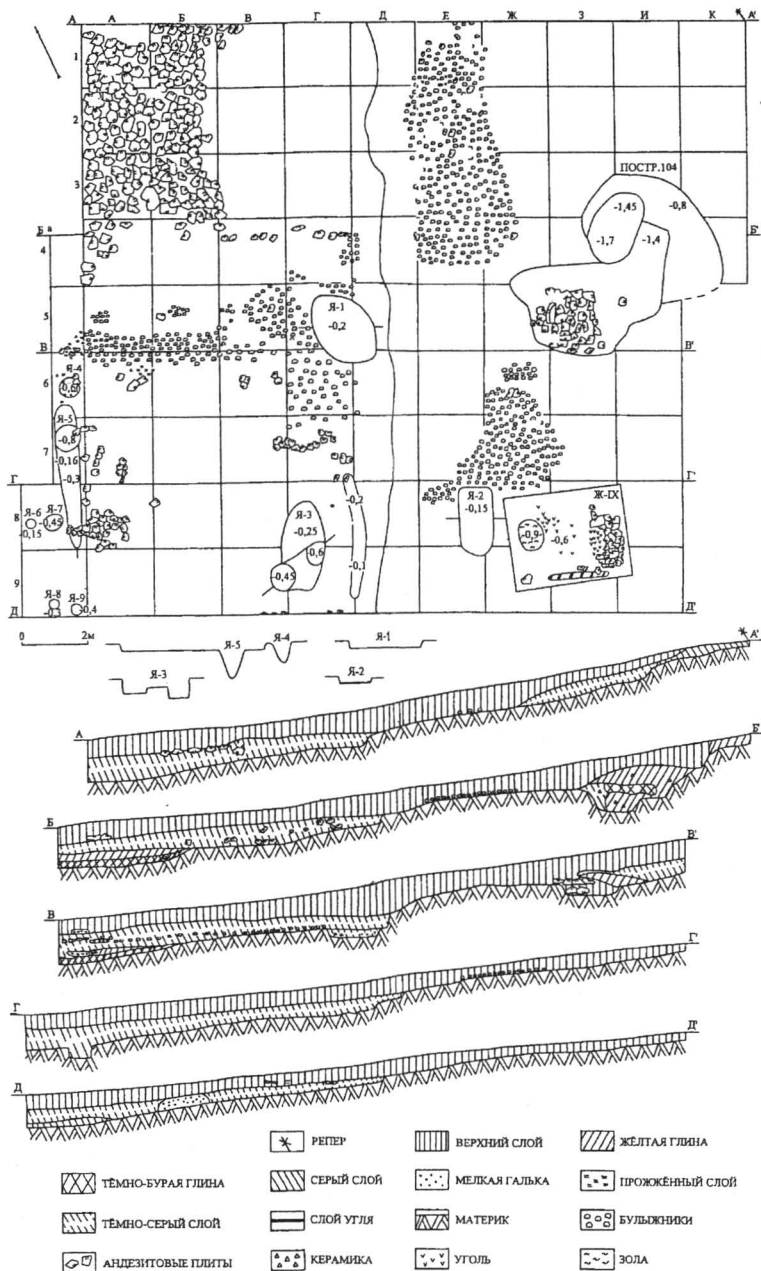 А А Б В Г Д Е Ж З И К А'
1
2
3
ПОСТР.104
-1,45 -0,8
-1,7 -1,4
Б Б'
4
5
Я-1
-0,2
В В'
6
Я-4
Я-5
-0,8
7
-0,16
-0,3
Г Г'
-0,2
Я-2
-0,15
Ж-IX
8
Я-6 Я-7
-0,45
-0,15
Я-3
-0,25
-0,6
-0,9 -0,6
9
-0,45
-0,1
Я-8 Я-9
-0,3 -0,4
Д Д'
0 2м
Я-5 Я-4 Я-1
Я-3 Я-2
А А'
Б Б'
В В'
Г Г'
Д Д'
РЕПЕР ВЕРХНИЙ СЛОЙ ЖЁЛТАЯ ГЛИНА
ТЁМНО-БУРАЯ ГЛИНА СЕРЫЙ СЛОЙ МЕЛКАЯ ГАЛЬКА ПРОЖЖЁННЫЙ СЛОЙ
ТЁМНО-СЕРЫЙ СЛОЙ СЛОЙ УГЛЯ МАТЕРИК БУЛЫЖНИКИ
АНДЕЗИТОВЫЕ ПЛИТЫ КЕРАМИКА УГОЛЬ ЗОЛА